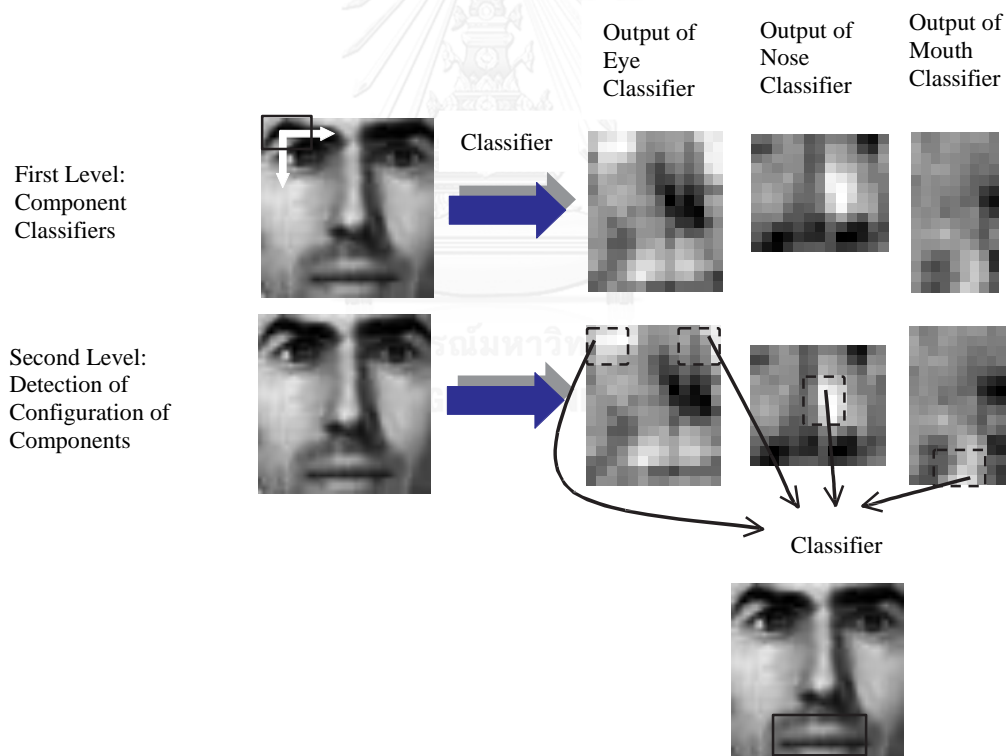 Output of
Eye
Classifier
Output of
Nose
Classifier
Output of
Mouth
Classifier
First Level:
Component
Classifiers
Classifier
Second Level:
Detection of
Configuration of
Components
Classifier